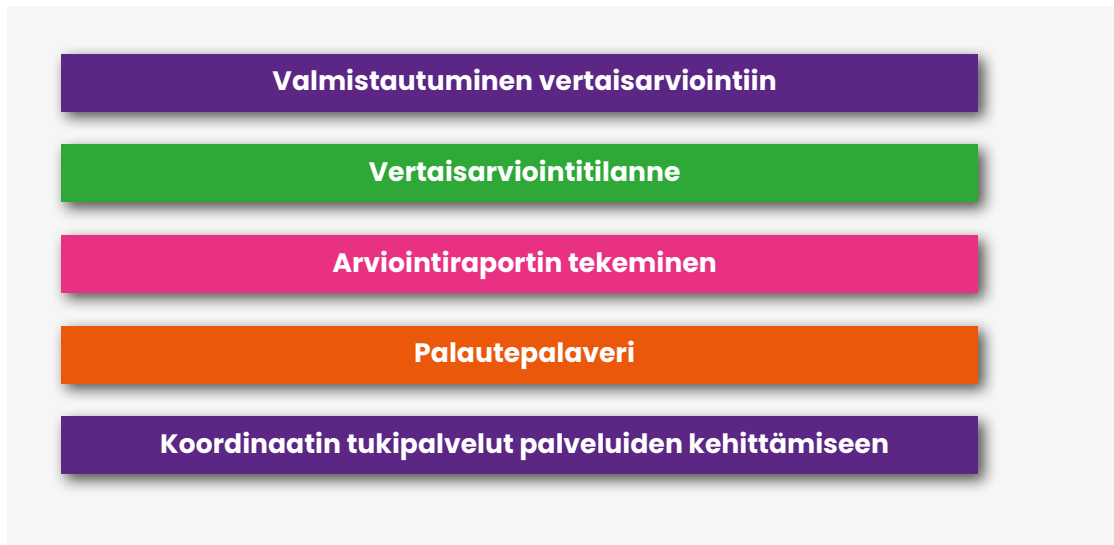 Valmistautuminen vertaisarviointiin
Vertaisarviointitilanne
Arviointiraportin tekeminen
Palautepalaveri
Koordinaatin tukipalvelut palveluiden kehittämiseen